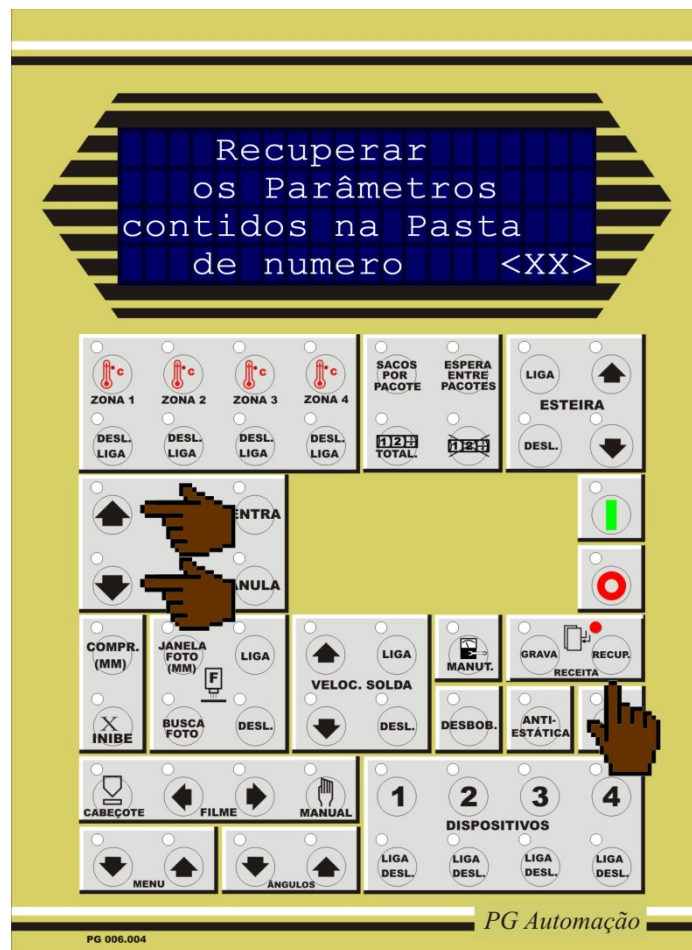 Recuperar
os Parâmetros
contidos na Pasta
de numero <XX>
°C °C °C °C
ZONA 1 ZONA 2 ZONA 3 ZONA 4
DESL. LIGA DESL. LIGA DESL. LIGA DESL. LIGA
SACOS POR PACOTE
ESPERA ENTRE PACOTES
TOTAL.
LIGA
ESTEIRA
DESL.
ENTRA
ANULA
COMPR. (MM)
X
INIBE
JANELA FOTO (MM)
LIGA
F
BUSCA FOTO
DESL.
LIGA
VELOC. SOLDA
DESL.
MANUT.
GRAVA RECUP.
RECEITA
DESBOB.
ANTI-
ESTÁTICA
CABEÇOTE FILME MANUAL
MENU
ÂNGULOS
1 2 3 4
DISPOSITIVOS
LIGA DESL. LIGA DESL. LIGA DESL. LIGA DESL.
PG Automação
PG 006.004